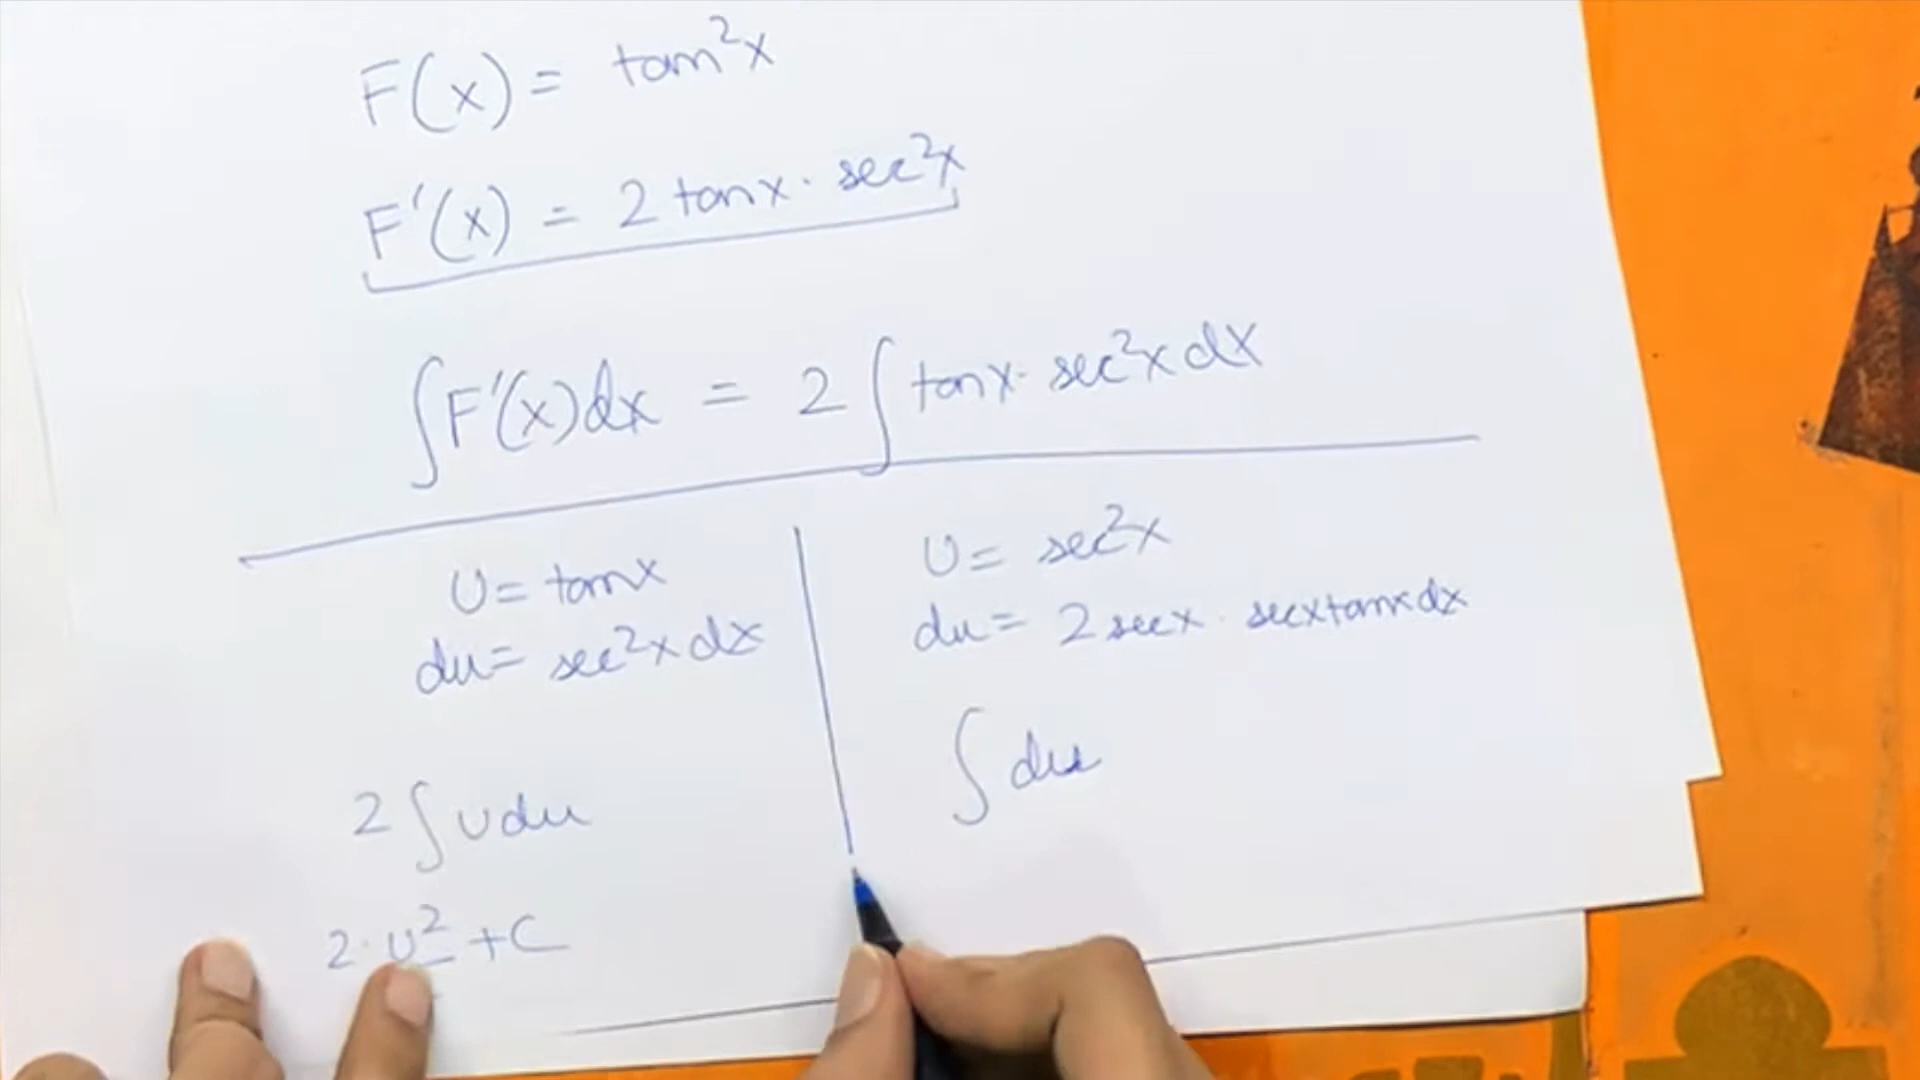 F(x) = tan²x
F'(x) = 2 tanx · sec²x
∫F'(x)dx = 2 ∫ tanx · sec²x dx
U = tanx
du = sec²x dx
2 ∫ U du
2 · U² + C
U = sec²x
du = 2 secx · secxtanx dx
∫ du